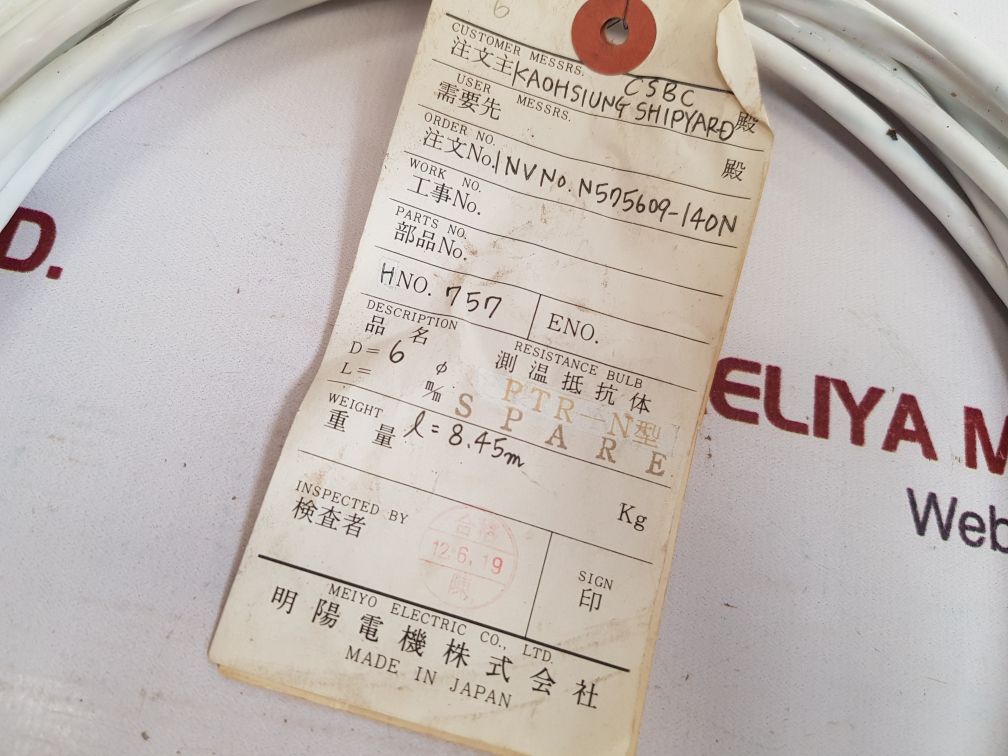 6
CUSTOMER MESSRS. CSBC
注文主 KAOHSIUNG SHIPYARD 殿
USER MESSRS.
需要先 殿
ORDER NO.
注文No. INV No. N575609-140N
WORK NO.
工事No.
PARTS NO.
部品No.
HNO. 757 ENO.
DESCRIPTION RESISTANCE BULB
品名 測温抵抗体
D= 6 φ PTR-N型
L= m/m SPARE
WEIGHT
重量 l=8.45m Kg
INSPECTED BY SIGN
検査者 印
合格
12.6.19
陳
MEIYO ELECTRIC CO., LTD.
明陽電機株式会社
MADE IN JAPAN
D.
ELIYA M
Web